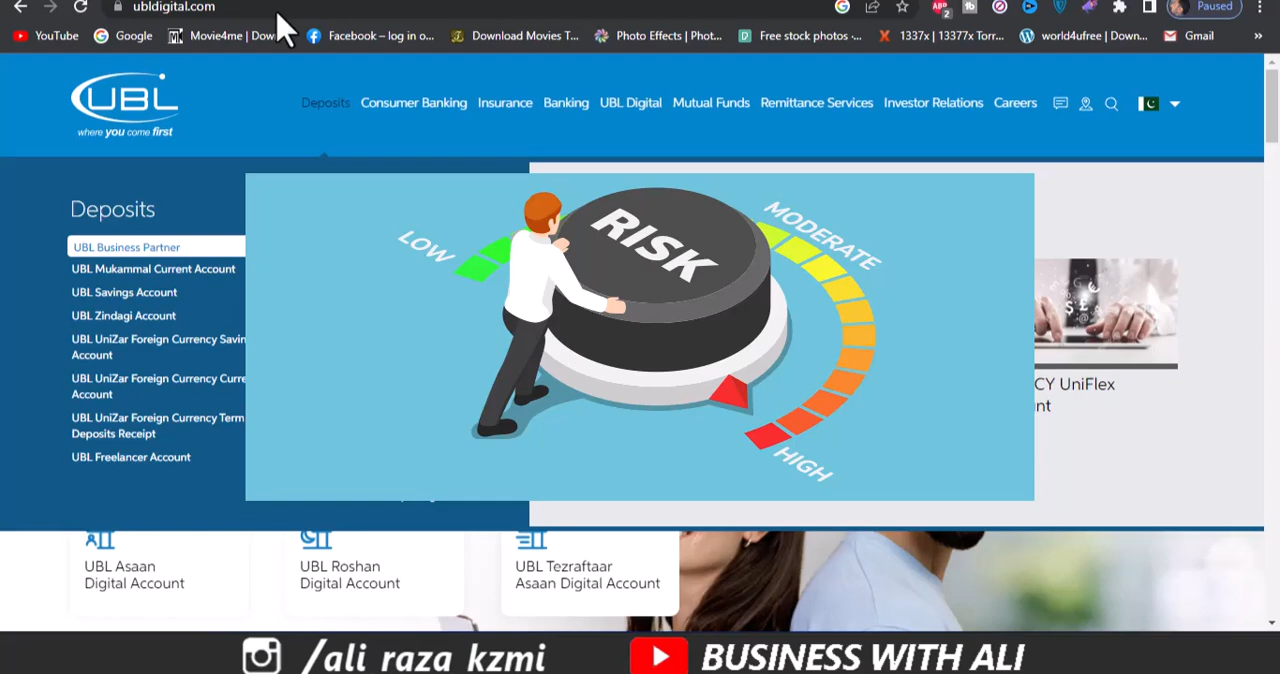 ubldigital.com
Paused
YouTube
Google
Movie4me | Dow...
Facebook – log in o...
Download Movies T...
Photo Effects | Phot...
Free stock photos -...
1337x | 13377x Torr...
world4ufree | Down...
Gmail
»
UBL
where you come first
Deposits
Consumer Banking
Insurance
Banking
UBL Digital
Mutual Funds
Remittance Services
Investor Relations
Careers
Deposits
UBL Business Partner
UBL Mukammal Current Account
UBL Savings Account
UBL Zindagi Account
UBL UniZar Foreign Currency Savin
Account
UBL UniZar Foreign Currency Curre
Account
UBL UniZar Foreign Currency Term
Deposits Receipt
UBL Freelancer Account
LOW
RISK
MODERATE
HIGH
CY UniFlex
nt
UBL Asaan
Digital Account
UBL Roshan
Digital Account
UBL Tezraftaar
Asaan Digital Account
/ali raza kzmi
BUSINESS WITH ALI